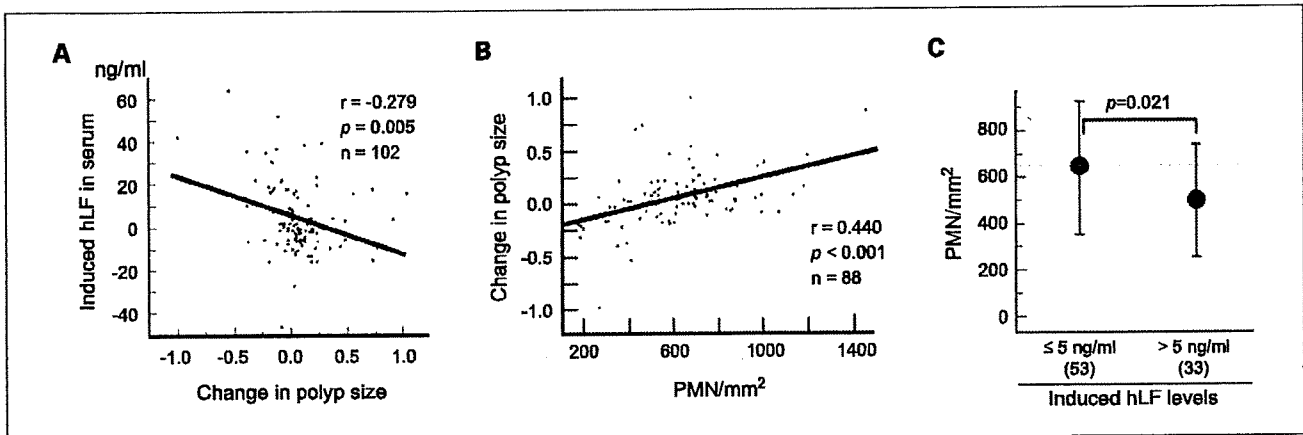 A
ng/ml
60
40
20
0
-20
-40
Induced hLF in serum
r = -0.279
p = 0.005
n = 102
-1.0 -0.5 0.0 0.5 1.0
Change in polyp size
B
1.0
0.5
0.0
-0.5
-1.0
Change in polyp size
r = 0.440
p < 0.001
n = 88
200 600 1000 1400
PMN/mm²
C
p=0.021
800
600
400
200
0
PMN/mm²
≤ 5 ng/ml > 5 ng/ml
(53) (33)
Induced hLF levels